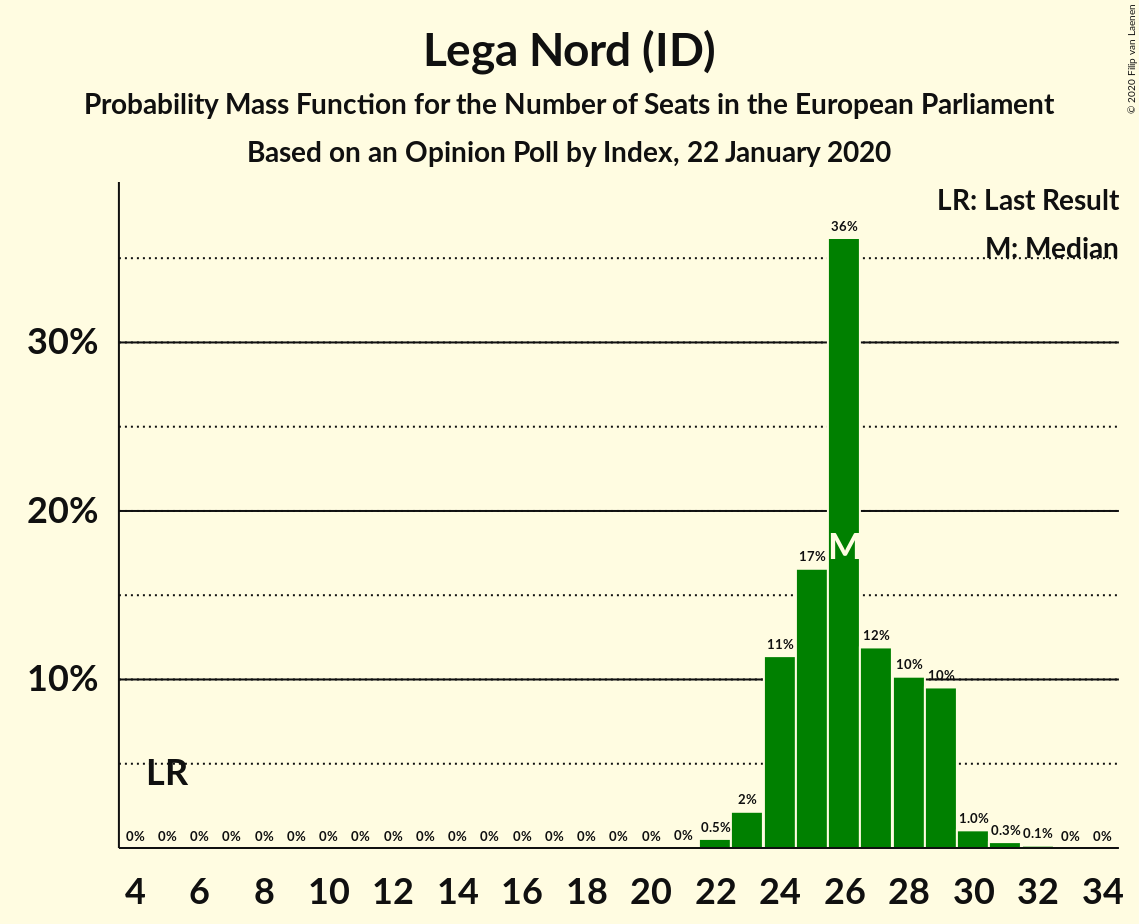 Lega Nord (ID)
Probability Mass Function for the Number of Seats in the European Parliament
Based on an Opinion Poll by Index, 22 January 2020
© 2020 Filip van Laenen
LR: Last Result
M: Median
36%
30%
20%
17% M
12%
11%
10% 10% 10%
LR
2%
0% 0% 0% 0% 0% 0% 0% 0% 0% 0% 0% 0% 0% 0% 0% 0% 0% 0% 0.5% 1.0% 0.3% 0.1% 0% 0%
4 6 8 10 12 14 16 18 20 22 24 26 28 30 32 34